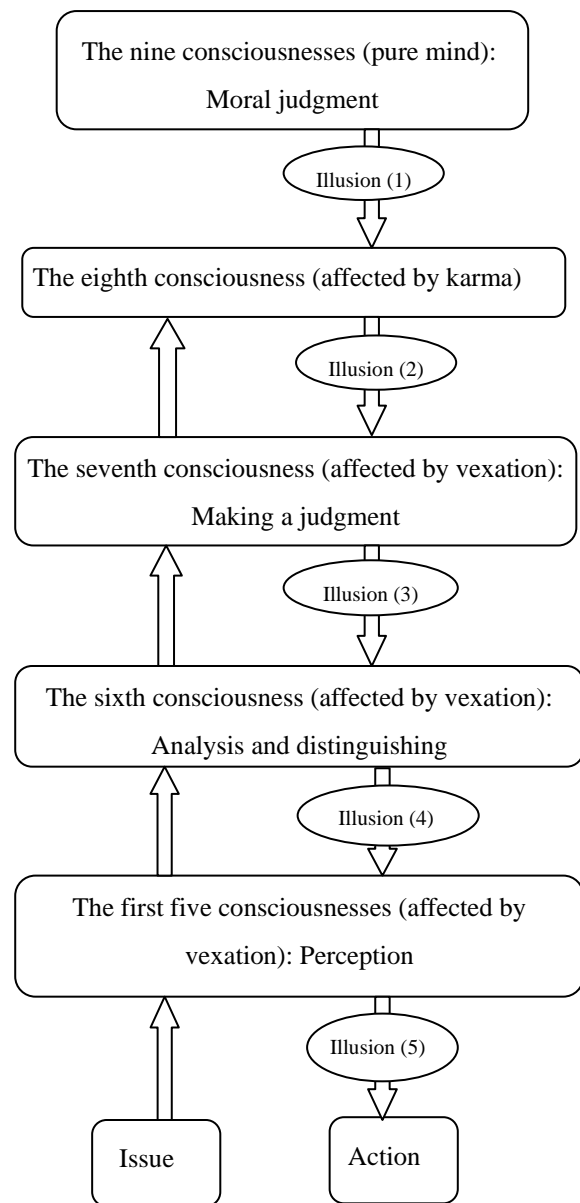 The nine consciousnesses (pure mind):
Moral judgment
Illusion (1)
The eighth consciousness (affected by karma)
Illusion (2)
The seventh consciousness (affected by vexation):
Making a judgment
Illusion (3)
The sixth consciousness (affected by vexation):
Analysis and distinguishing
Illusion (4)
The first five consciousnesses (affected by
vexation): Perception
Illusion (5)
Issue
Action